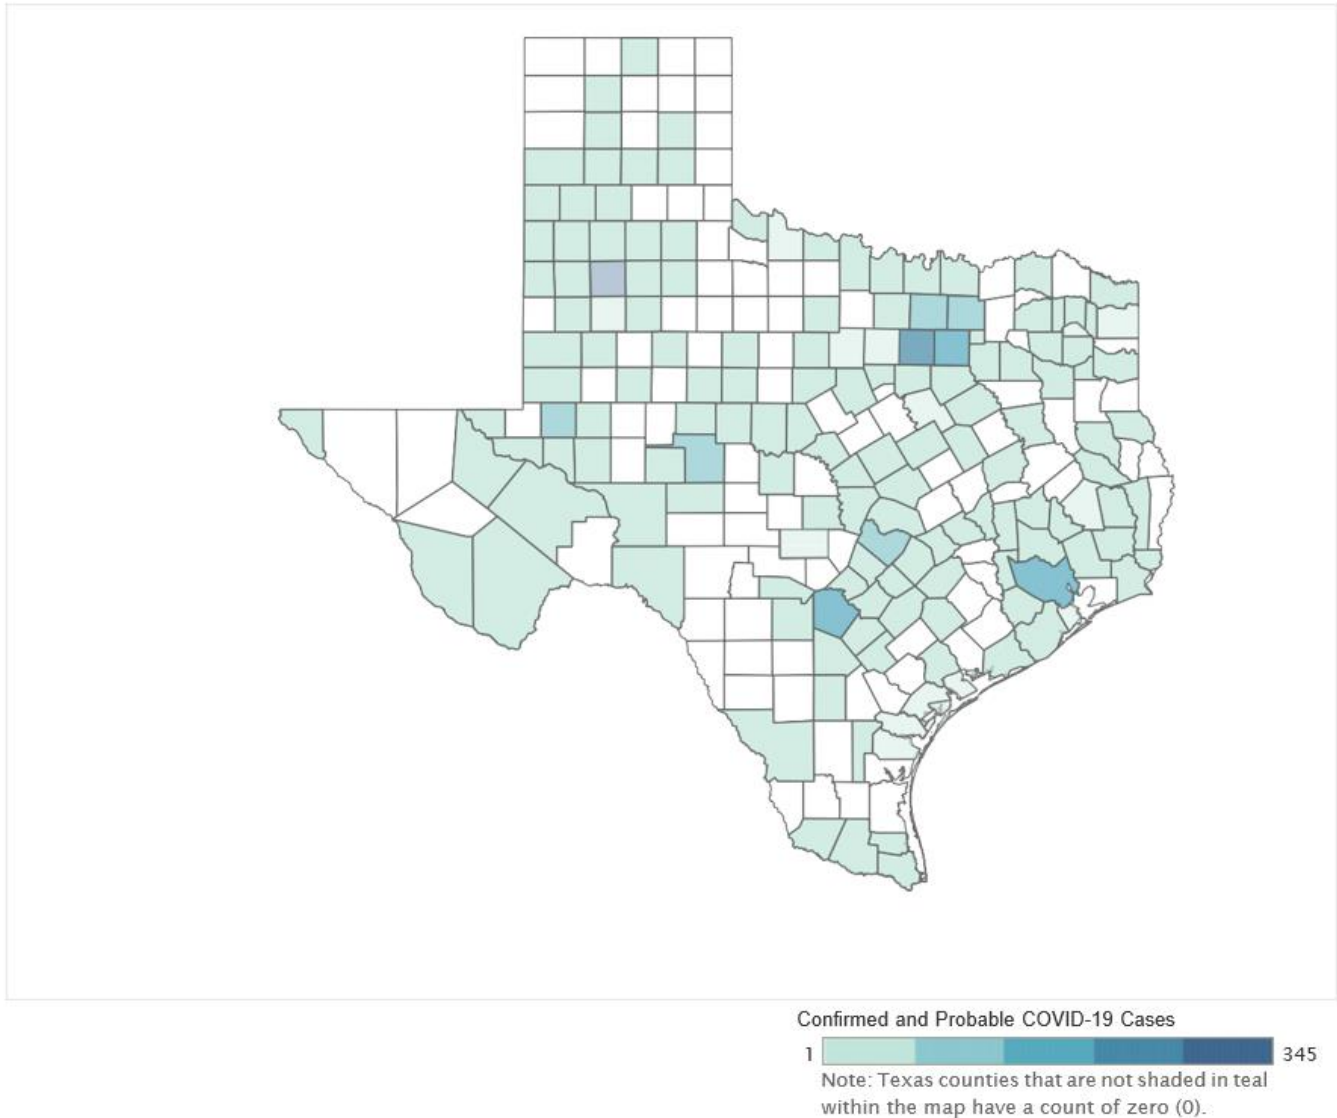 Confirmed and Probable COVID-19 Cases
1 345
Note: Texas counties that are not shaded in teal
within the map have a count of zero (0).